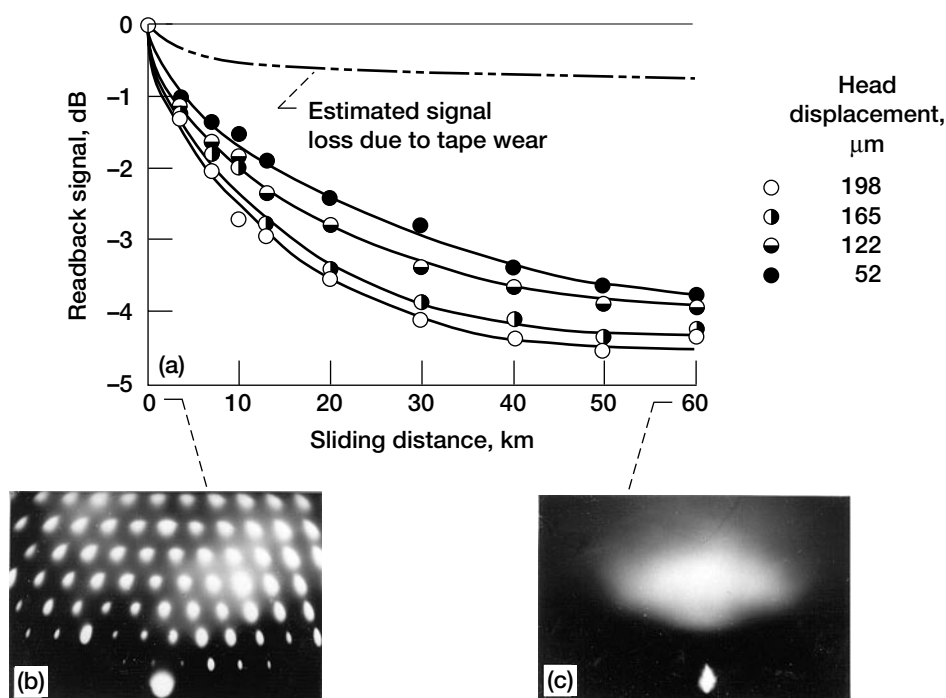 0
−1
−2
−3
−4
−5
Readback signal, dB
Estimated signal
loss due to tape wear
(a)
0 10 20 30 40 50 60
Sliding distance, km
Head
displacement,
μm
198
165
122
52
(b)
(c)